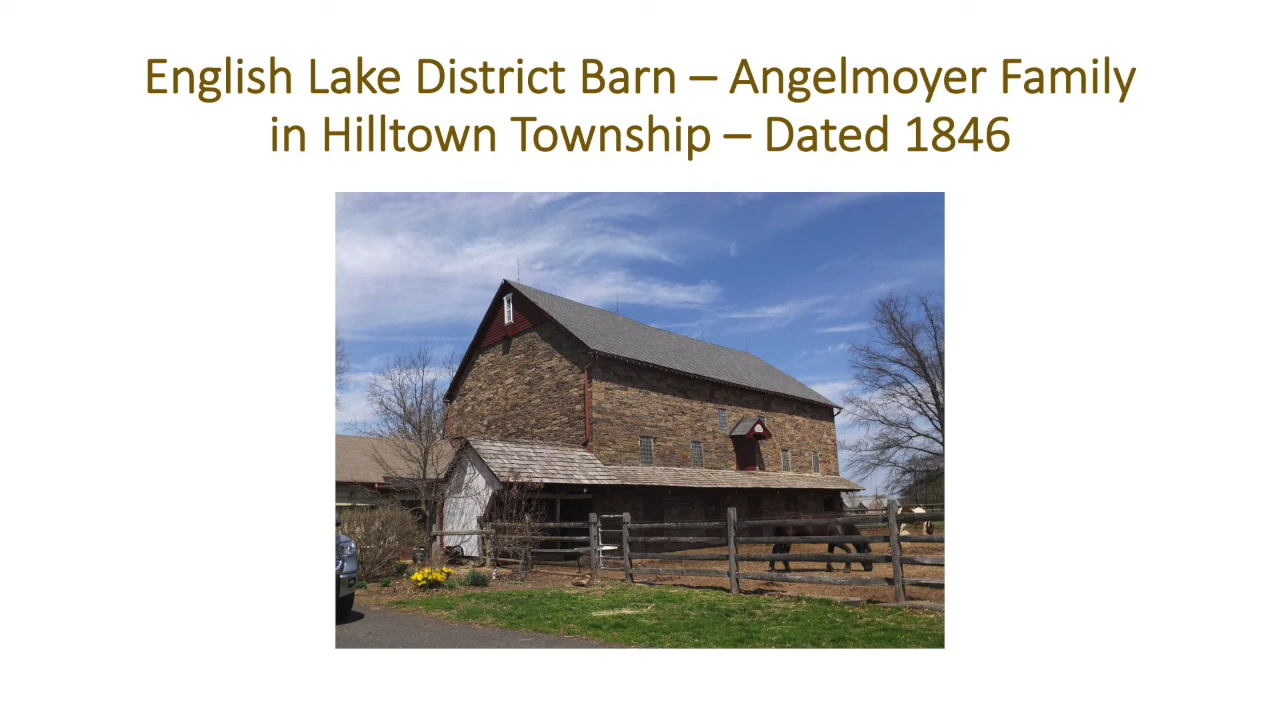 English Lake District Barn – Angelmoyer Family
in Hilltown Township – Dated 1846